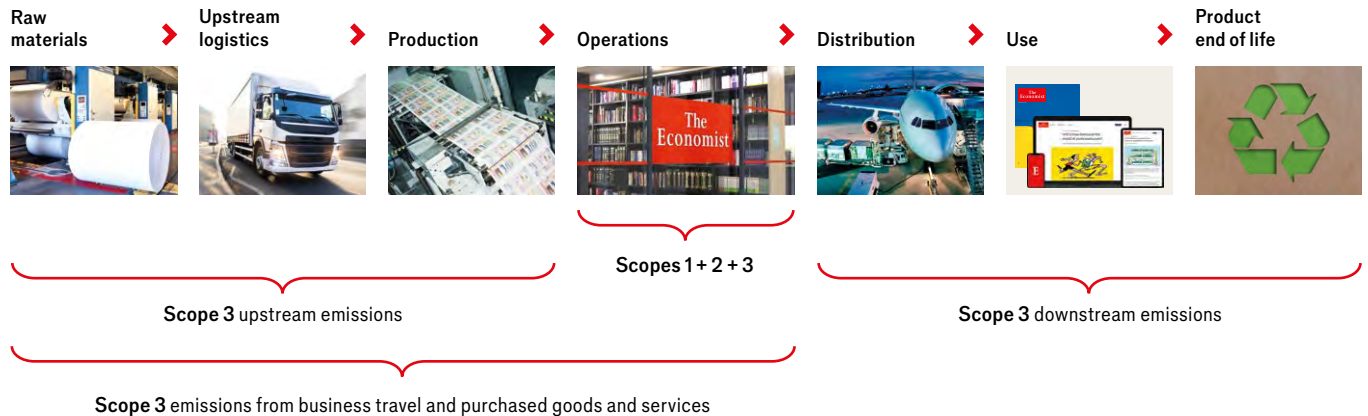 Raw
materials
Upstream
logistics
Production
Operations
Distribution
Use
Product
end of life
The
Economist
The
Economist
E
Scopes 1 + 2 + 3
Scope 3 upstream emissions
Scope 3 downstream emissions
Scope 3 emissions from business travel and purchased goods and services